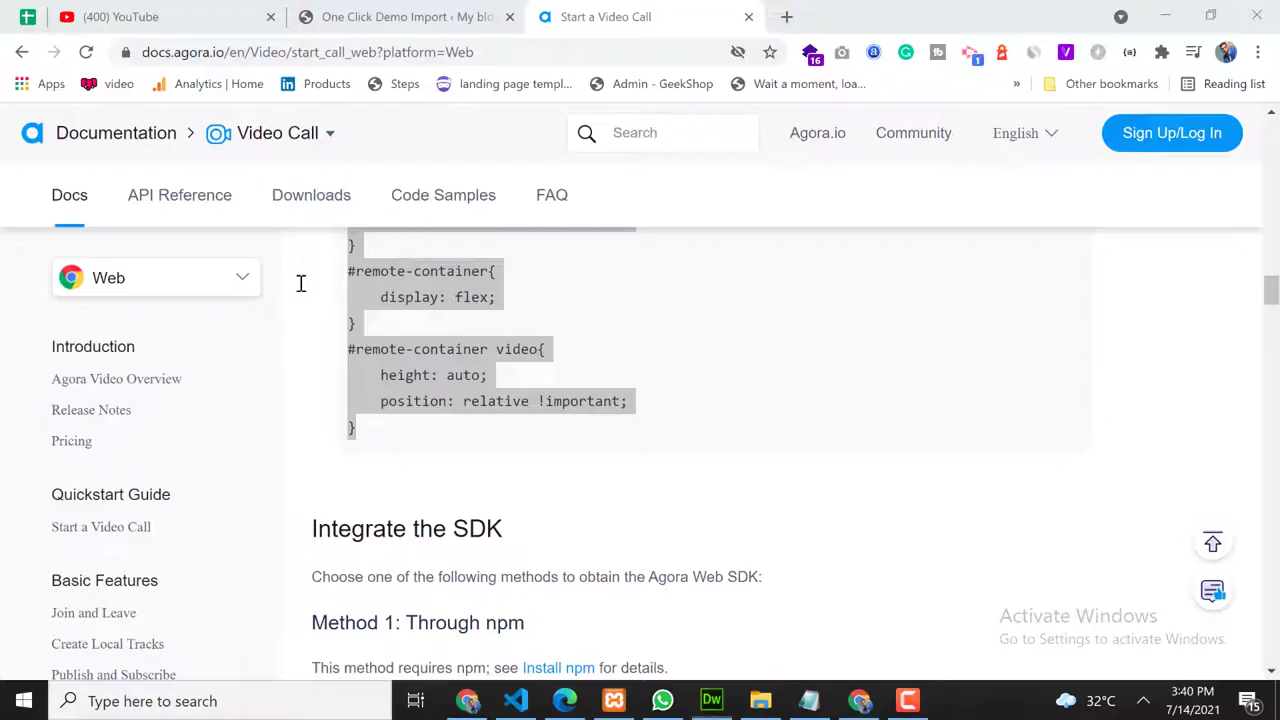 (400) YouTube
One Click Demo Import ‹ My blo
Start a Video Call
docs.agora.io/en/Video/start_call_web?platform=Web
16
1
Apps
video
Analytics | Home
Products
Steps
landing page templ...
Admin - GeekShop
Wait a moment, loa...
»
Other bookmarks
Reading list
Documentation
Video Call
Search
Agora.io
Community
English
Sign Up/Log In
Docs
API Reference
Downloads
Code Samples
FAQ
Web
}
#remote-container{
display: flex;
}
#remote-container video{
height: auto;
position: relative !important;
}
Introduction
Agora Video Overview
Release Notes
Pricing
Quickstart Guide
Start a Video Call
Basic Features
Join and Leave
Create Local Tracks
Publish and Subscribe
Integrate the SDK
Choose one of the following methods to obtain the Agora Web SDK:
Method 1: Through npm
This method requires npm; see Install npm for details.
Activate Windows
Go to Settings to activate Windows.
Type here to search
Dw
32°C
3:40 PM
7/14/2021
15